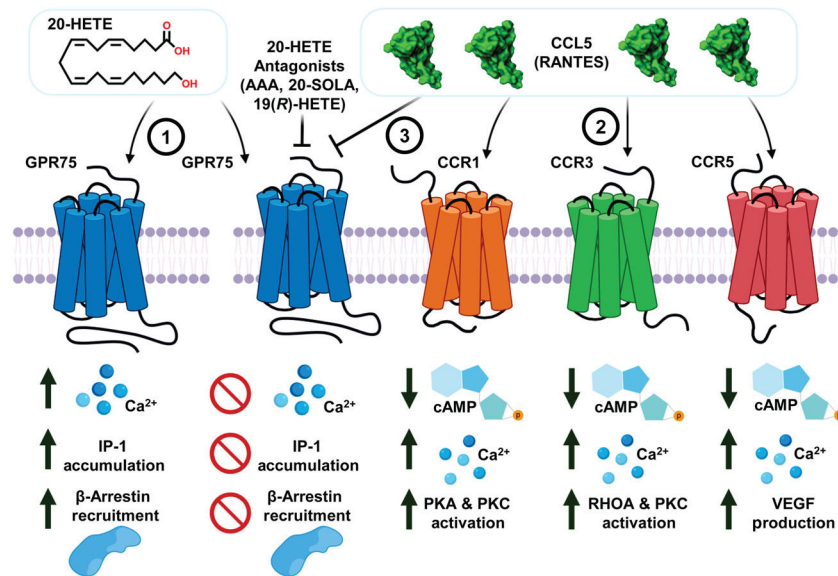 20-HETE
O
OH
OH
20-HETE
Antagonists
(AAA, 20-SOLA,
19(R)-HETE)
CCL5
(RANTES)
1
3
2
GPR75
GPR75
CCR1
CCR3
CCR5
Ca²⁺
Ca²⁺
cAMP
P
cAMP
P
cAMP
P
IP-1
accumulation
IP-1
accumulation
Ca²⁺
Ca²⁺
Ca²⁺
β-Arrestin
recruitment
β-Arrestin
recruitment
PKA & PKC
activation
RHOA & PKC
activation
VEGF
production